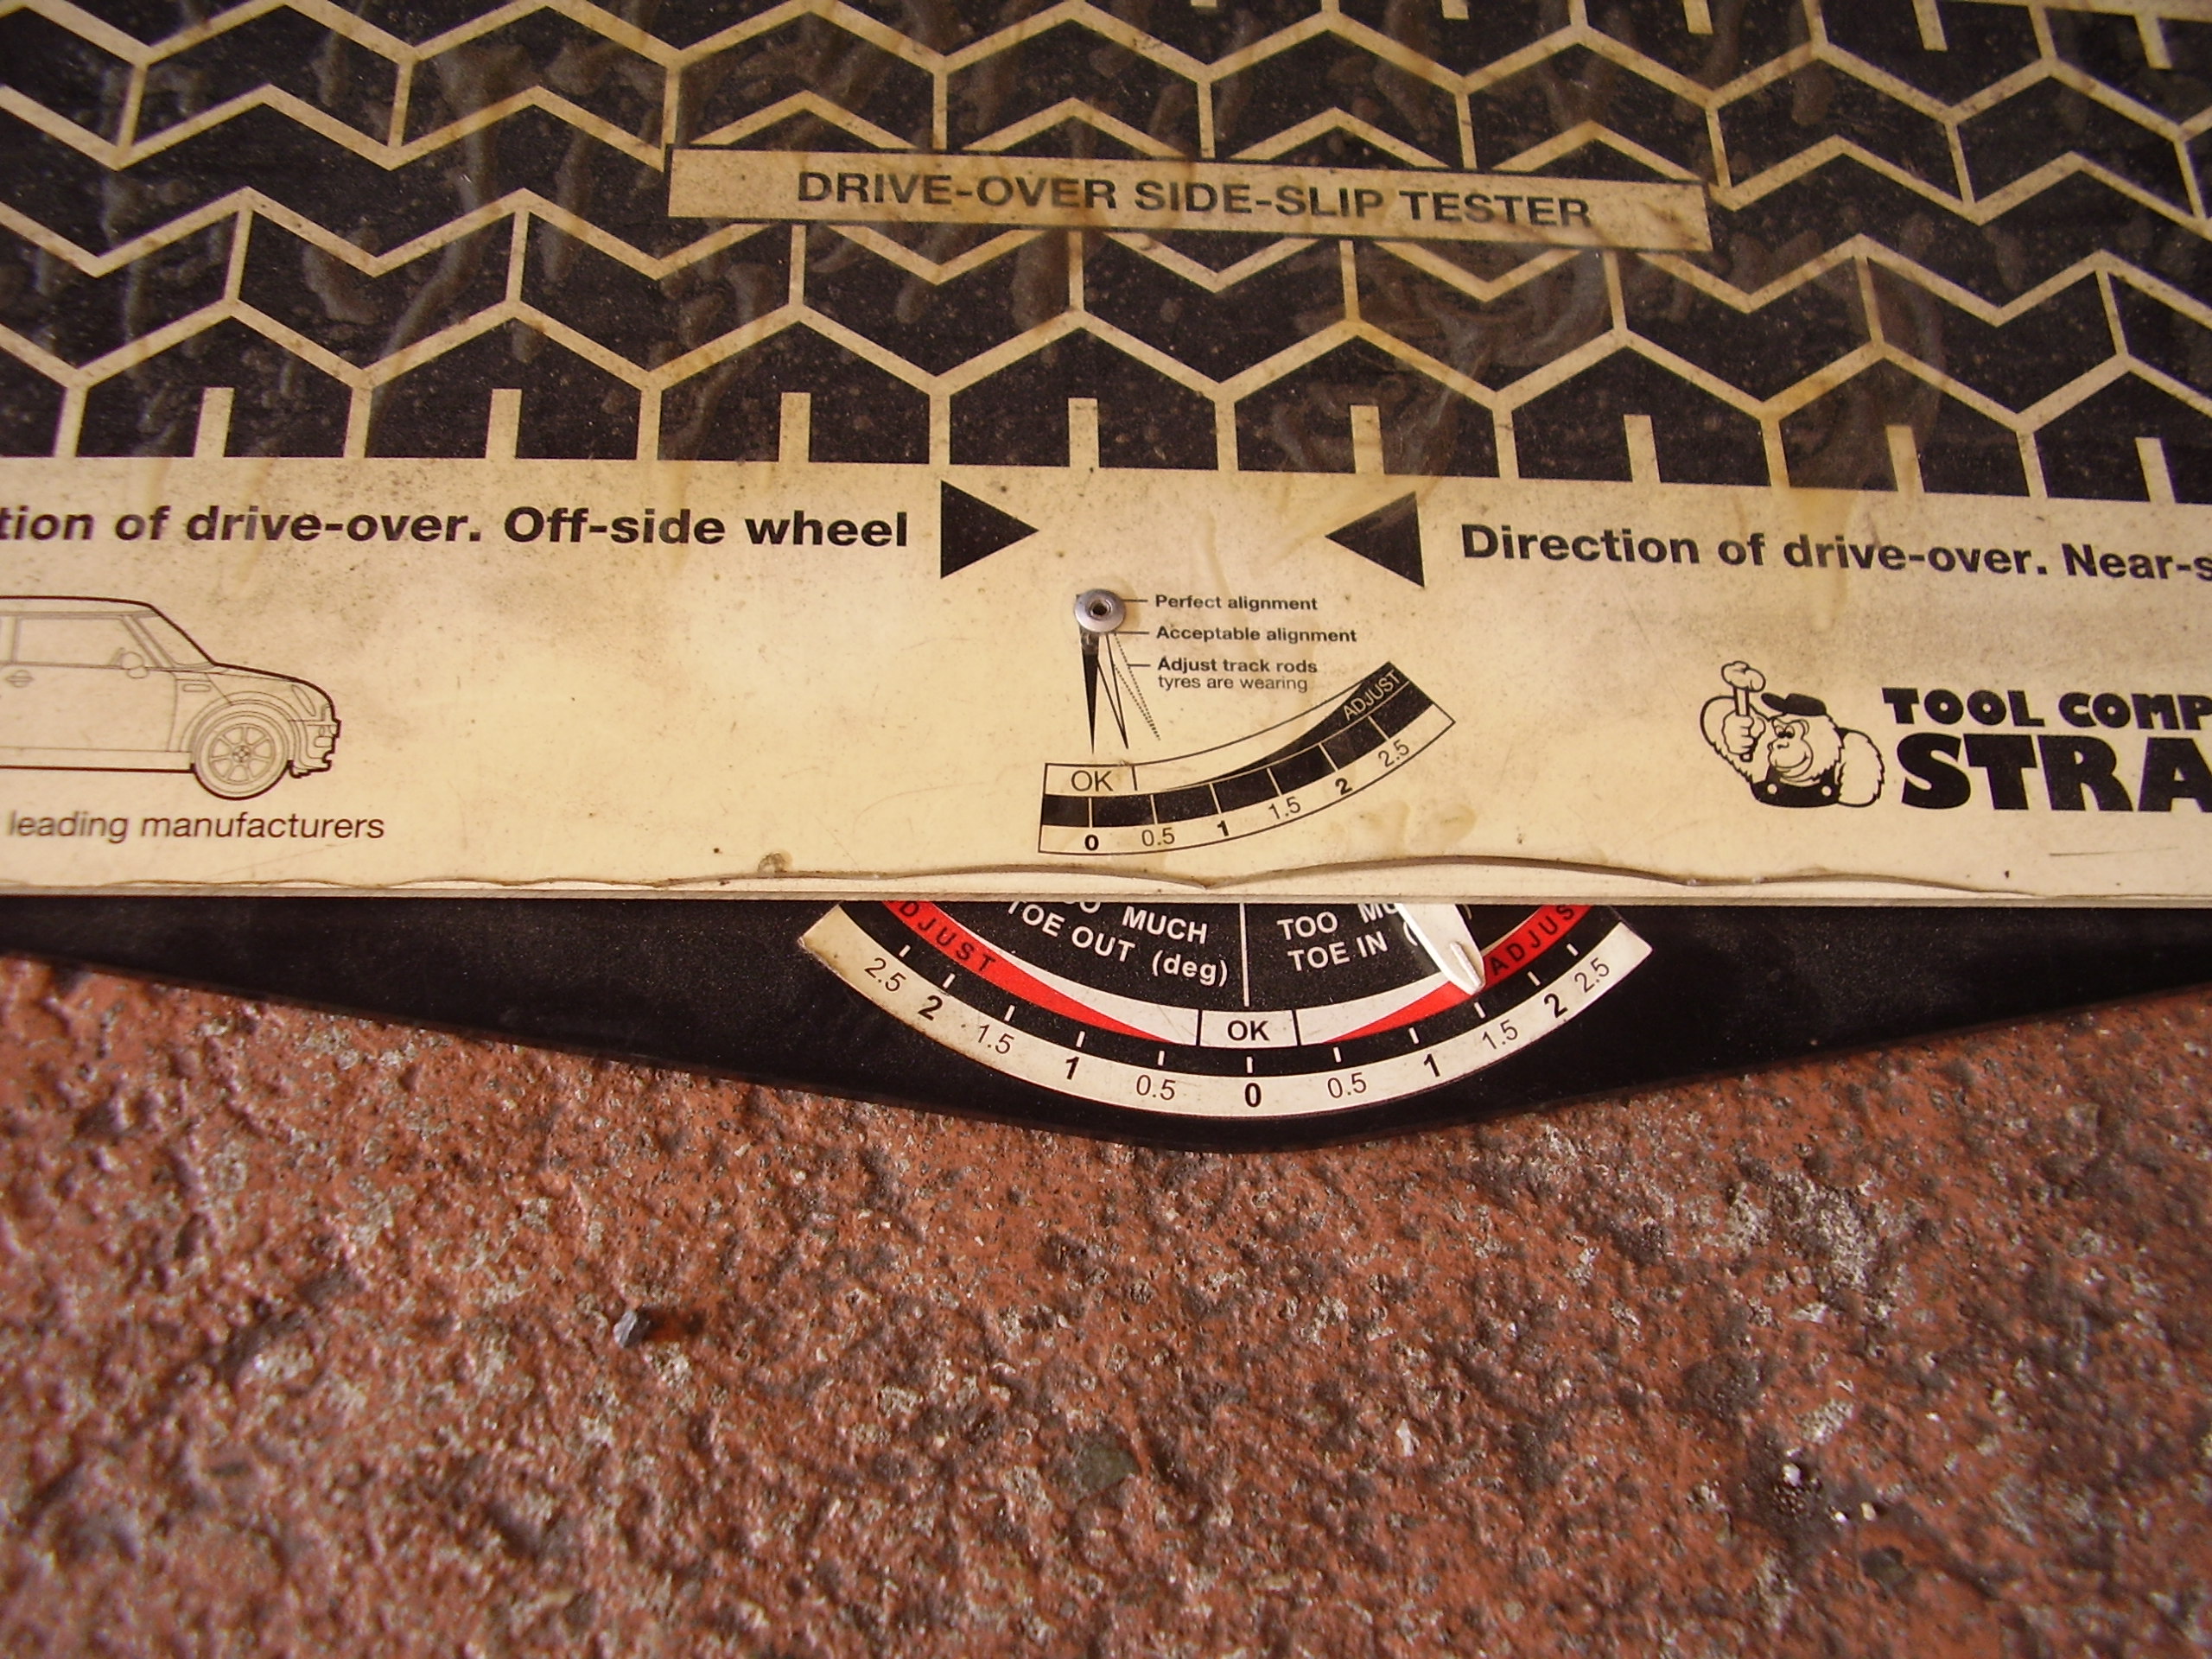 DRIVE-OVER SIDE-SLIP TESTER
tion of drive-over. Off-side wheel
Direction of drive-over. Near-s
Perfect alignment
Acceptable alignment
Adjust track rods
tyres are wearing
ADJUST
OK
0 0.5 1 1.5 2 2.5
leading manufacturers
TOOL COMP
STRA
DJUST
MUCH
TOE OUT (deg)
TOO MU
TOE IN (
ADJUS
OK
2.5 2 1.5 1 0.5 0 0.5 1 1.5 2 2.5